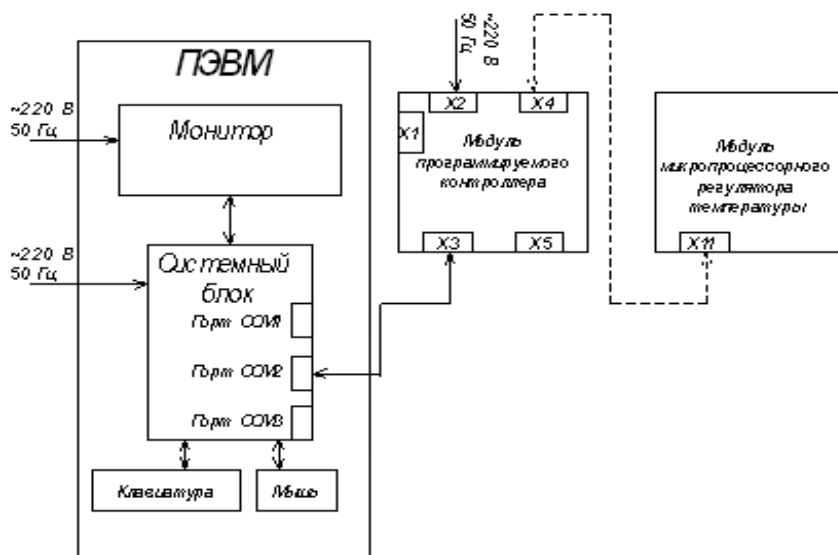 ПЭВМ
~220 В
50 Гц
Монитор
~220 В
50 Гц
Системный
блок
Порт COM1
Порт COM2
Порт COM3
Клавиатура
Мышь
~220 В
50 Гц
X2
X4
X1
Модуль
программируемого
контроллера
X3
X5
Модуль
микропроцессорного
регулятора
температуры
X11